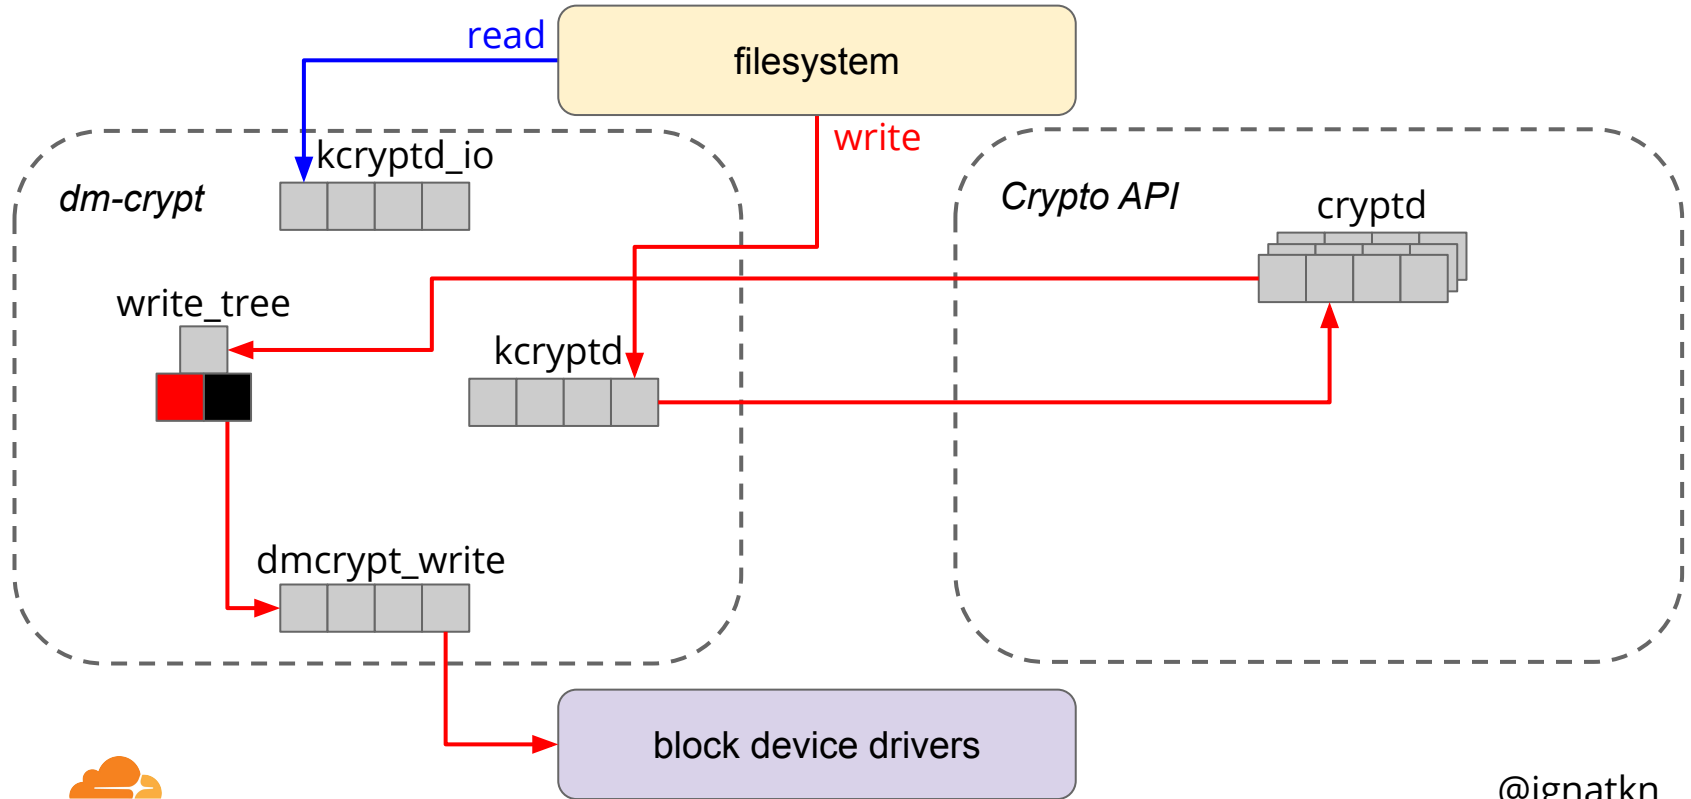 read
filesystem
write
kcryptd_io
dm-crypt
Crypto API
cryptd
write_tree
kcryptd
dmcrypt_write
block device drivers
@ignatkn